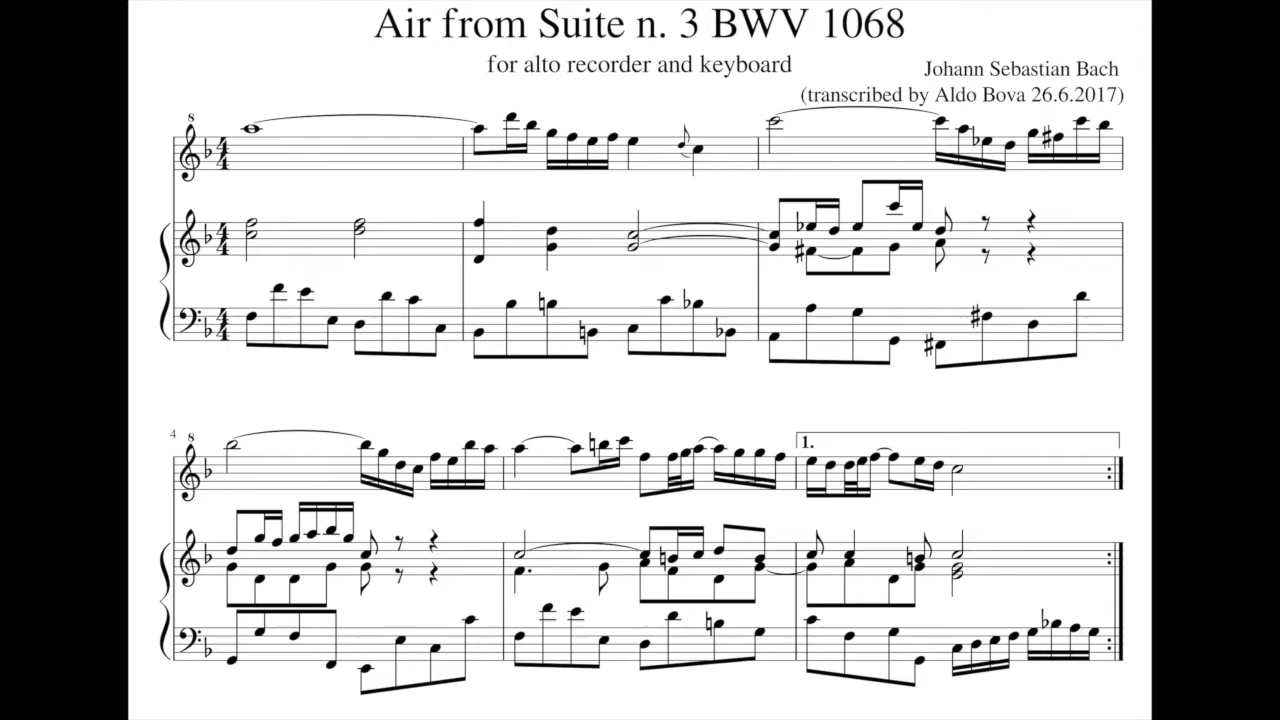 Air from Suite n. 3 BWV 1068
for alto recorder and keyboard
Johann Sebastian Bach
(transcribed by Aldo Bova 26.6.2017)
8
4
8
1.